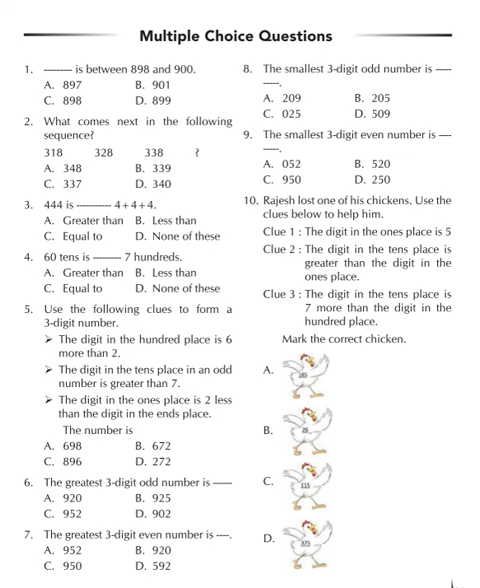 Multiple Choice Questions
1. -------- is between 898 and 900.
A. 897 B. 901
C. 898 D. 899
2. What comes next in the following
sequence?
318 328 338 ?
A. 348 B. 339
C. 337 D. 340
3. 444 is ---------- 4+4+4.
A. Greater than B. Less than
C. Equal to D. None of these
4. 60 tens is -------- 7 hundreds.
A. Greater than B. Less than
C. Equal to D. None of these
5. Use the following clues to form a
3-digit number.
➢ The digit in the hundred place is 6
more than 2.
➢ The digit in the tens place in an odd
number is greater than 7.
➢ The digit in the ones place is 2 less
than the digit in the ends place.
The number is
A. 698 B. 672
C. 896 D. 272
6. The greatest 3-digit odd number is ------
A. 920 B. 925
C. 952 D. 902
7. The greatest 3-digit even number is ----.
A. 952 B. 920
C. 950 D. 592
8. The smallest 3-digit odd number is -----
-----.
A. 209 B. 205
C. 025 D. 509
9. The smallest 3-digit even number is ----
-----.
A. 052 B. 520
C. 950 D. 250
10. Rajesh lost one of his chickens. Use the
clues below to help him.
Clue 1 : The digit in the ones place is 5
Clue 2 : The digit in the tens place is
greater than the digit in the
ones place.
Clue 3 : The digit in the tens place is
7 more than the digit in the
hundred place.
Mark the correct chicken.
A.
B.
C.
D.